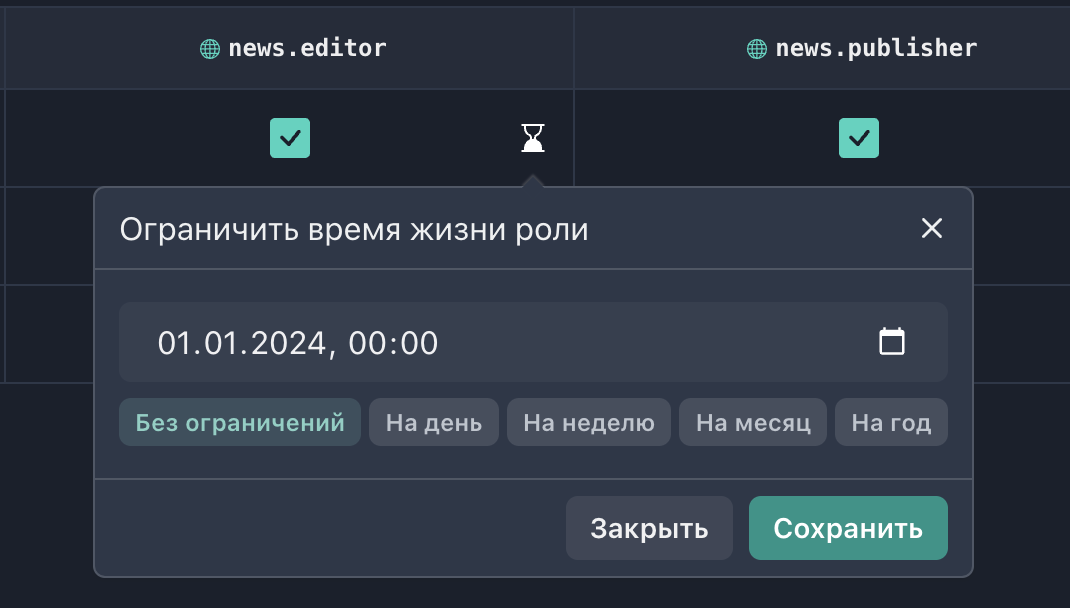 news.editor news.publisher
Ограничить время жизни роли
01.01.2024, 00:00
Без ограничений На день На неделю На месяц На год
Закрыть Сохранить